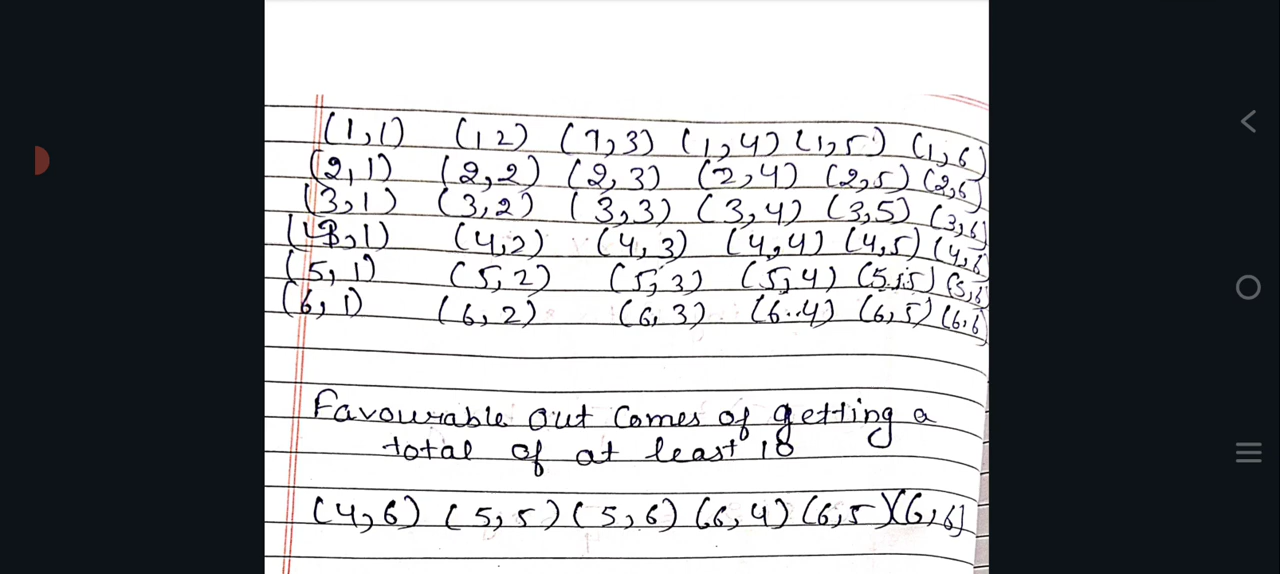 (1,1) (1,2) (1,3) (1,4) (1,5) (1,6)
(2,1) (2,2) (2,3) (2,4) (2,5) (2,6)
(3,1) (3,2) (3,3) (3,4) (3,5) (3,6)
(4,1) (4,2) (4,3) (4,4) (4,5) (4,6
(5,1) (5,2) (5,3) (5,4) (5,5) (5,6
(6,1) (6,2) (6,3) (6,4) (6,5) (6,6
Favourable out comes of getting a
total of at least 10
(4,6) (5,5) (5,6) (6,4) (6,5)(6,6)